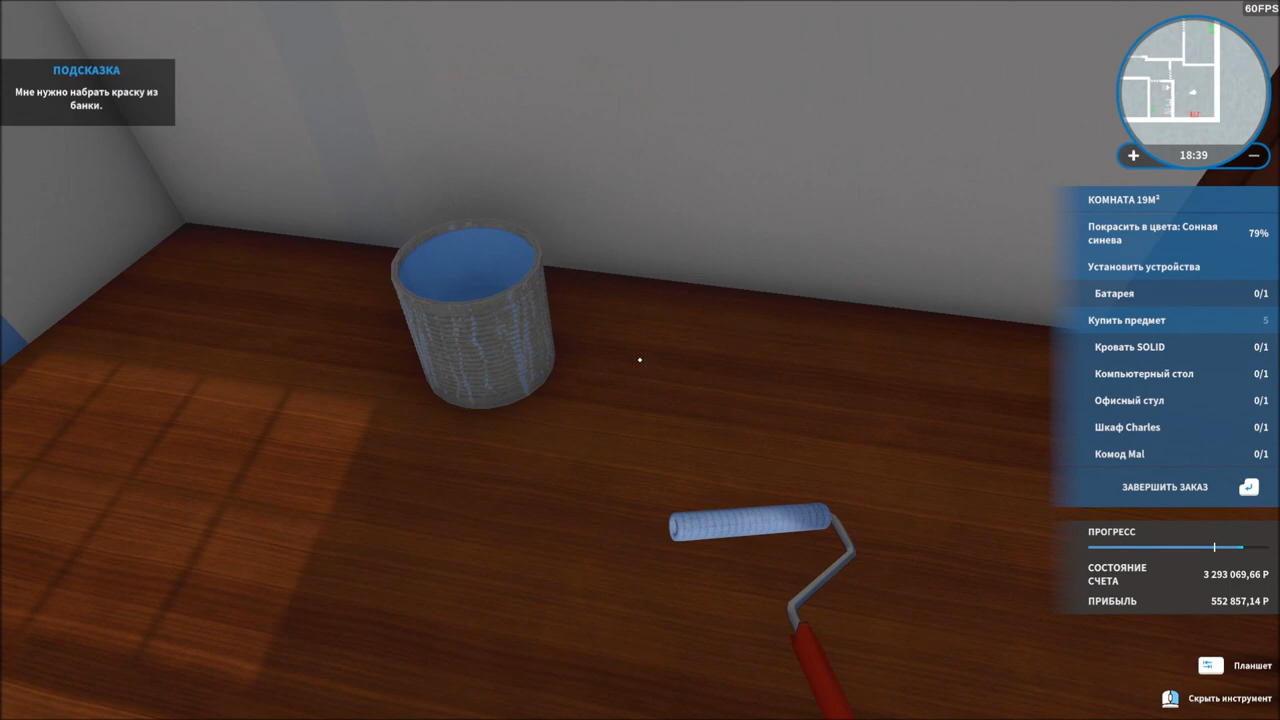 60FPS
ПОДСКАЗКА
Мне нужно набрать краску из
банки.
18:39
КОМНАТА 19М²
Покрасить в цвета: Сонная
синева 79%
Установить устройства
Батарея 0/1
Купить предмет 5
Кровать SOLID 0/1
Компьютерный стол 0/1
Офисный стул 0/1
Шкаф Charles 0/1
Комод Mal 0/1
ЗАВЕРШИТЬ ЗАКАЗ
ПРОГРЕСС
СОСТОЯНИЕ
СЧЕТА 3 293 069,66 Р
ПРИБЫЛЬ 552 857,14 Р
Планшет
Скрыть инструмент